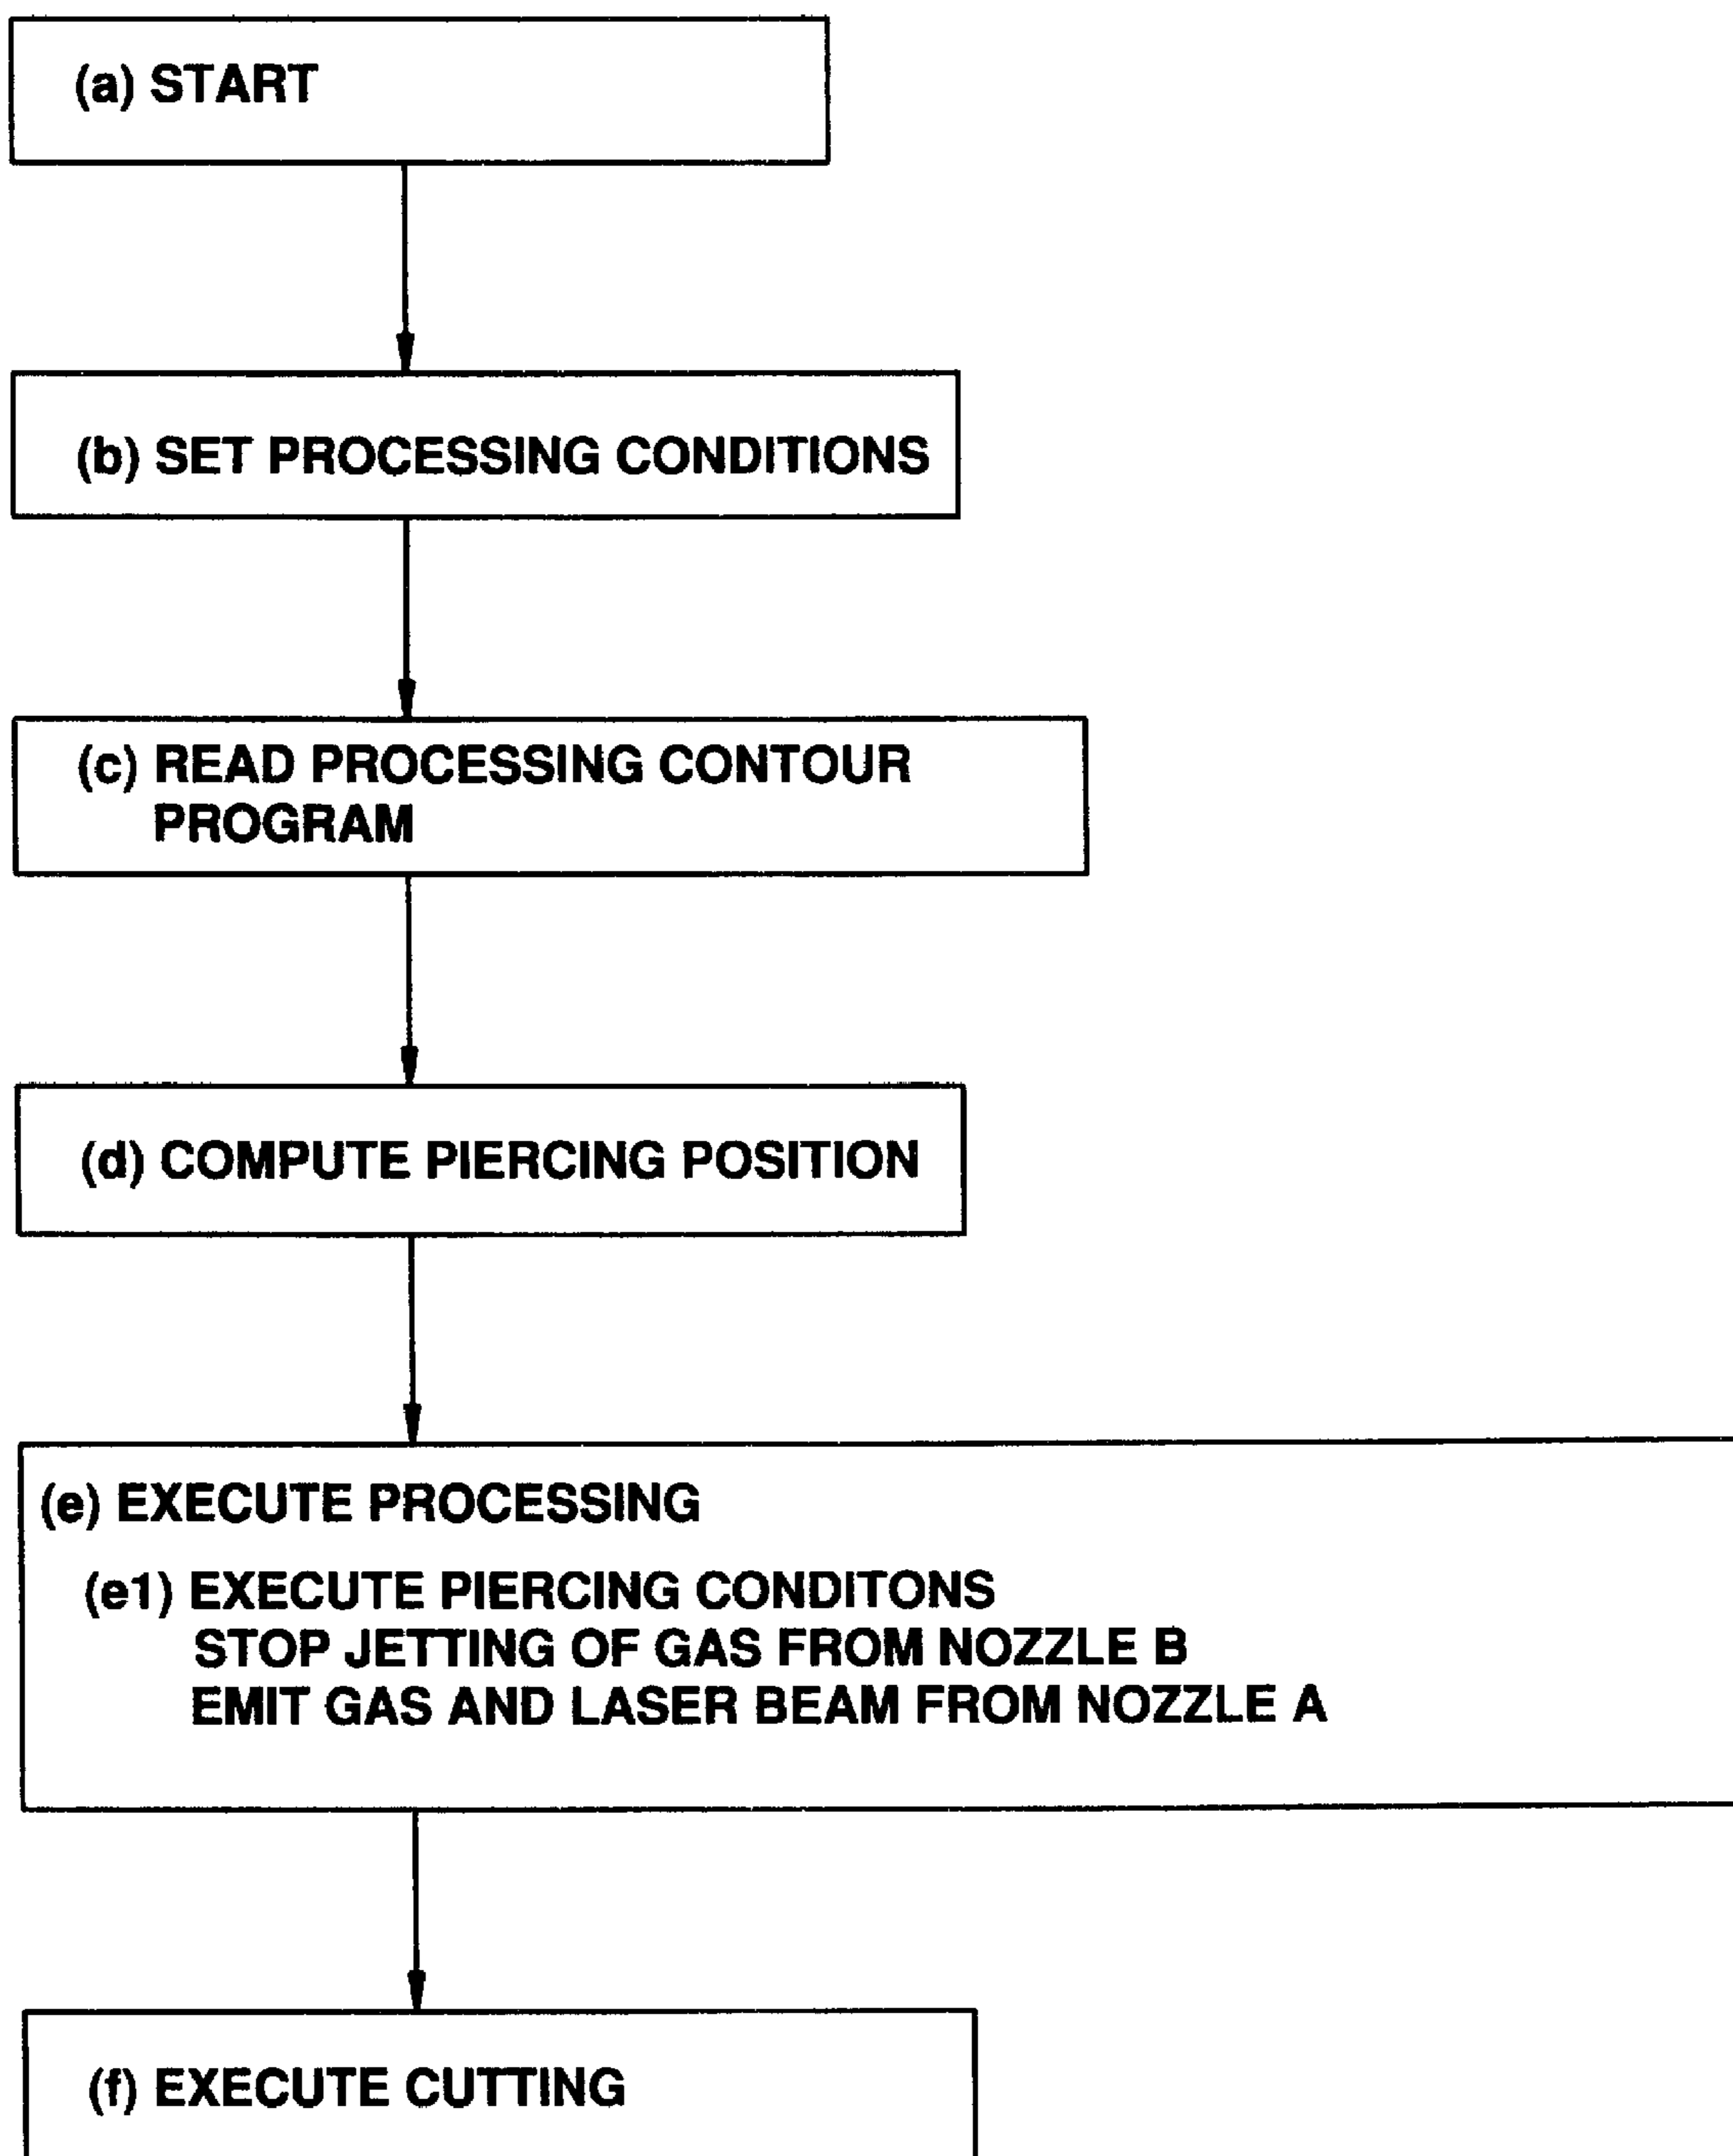 (a) START
(b) SET PROCESSING CONDITIONS
(c) READ PROCESSING CONTOUR
PROGRAM
(d) COMPUTE PIERCING POSITION
(e) EXECUTE PROCESSING
(e1) EXECUTE PIERCING CONDITONS
STOP JETTING OF GAS FROM NOZZLE B
EMIT GAS AND LASER BEAM FROM NOZZLE A
(f) EXECUTE CUTTING